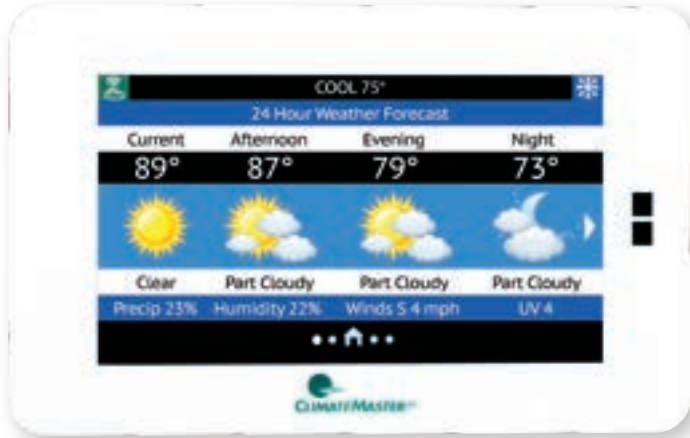 COOL 75°
24 Hour Weather Forecast
Current Afternoon Evening Night
89° 87° 79° 73°
Clear Part Cloudy Part Cloudy Part Cloudy
Precip 23% Humidity 22% Winds S 4 mph UV 4
CLIMATEMASTER